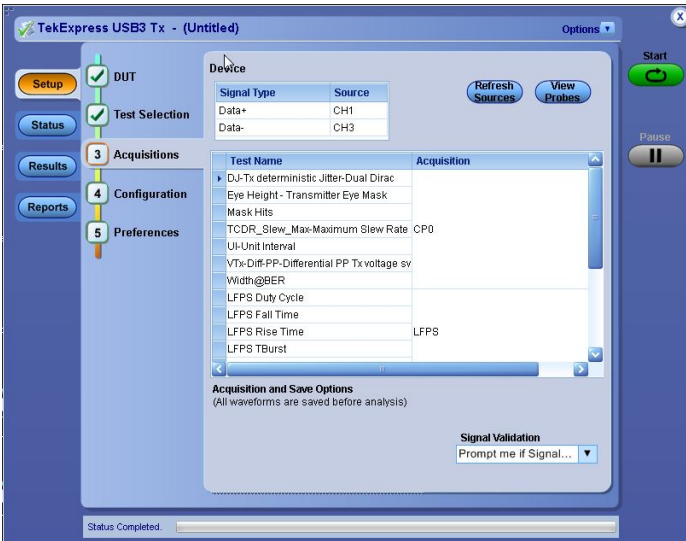 TekExpress USB3 Tx - (Untitled)
Options
x
Start
Pause
Setup
Status
Results
Reports
DUT
Test Selection
3 Acquisitions
4 Configuration
5 Preferences
Device
Signal Type Source
Data+ CH1
Data- CH3
Refresh Sources
View Probes
Test Name Acquisition
DJ-Tx deterministic Jitter-Dual Dirac
Eye Height - Transmitter Eye Mask
Mask Hits
TCDR_Slew_Max-Maximum Slew Rate CP0
UI-Unit Interval
VTx-Diff-PP-Differential PP Tx voltage sv
Width@BER
LFPS Duty Cycle
LFPS Fall Time
LFPS Rise Time LFPS
LFPS TBurst
Acquisition and Save Options
(All waveforms are saved before analysis)
Signal Validation
Prompt me if Signal...
Status Completed.